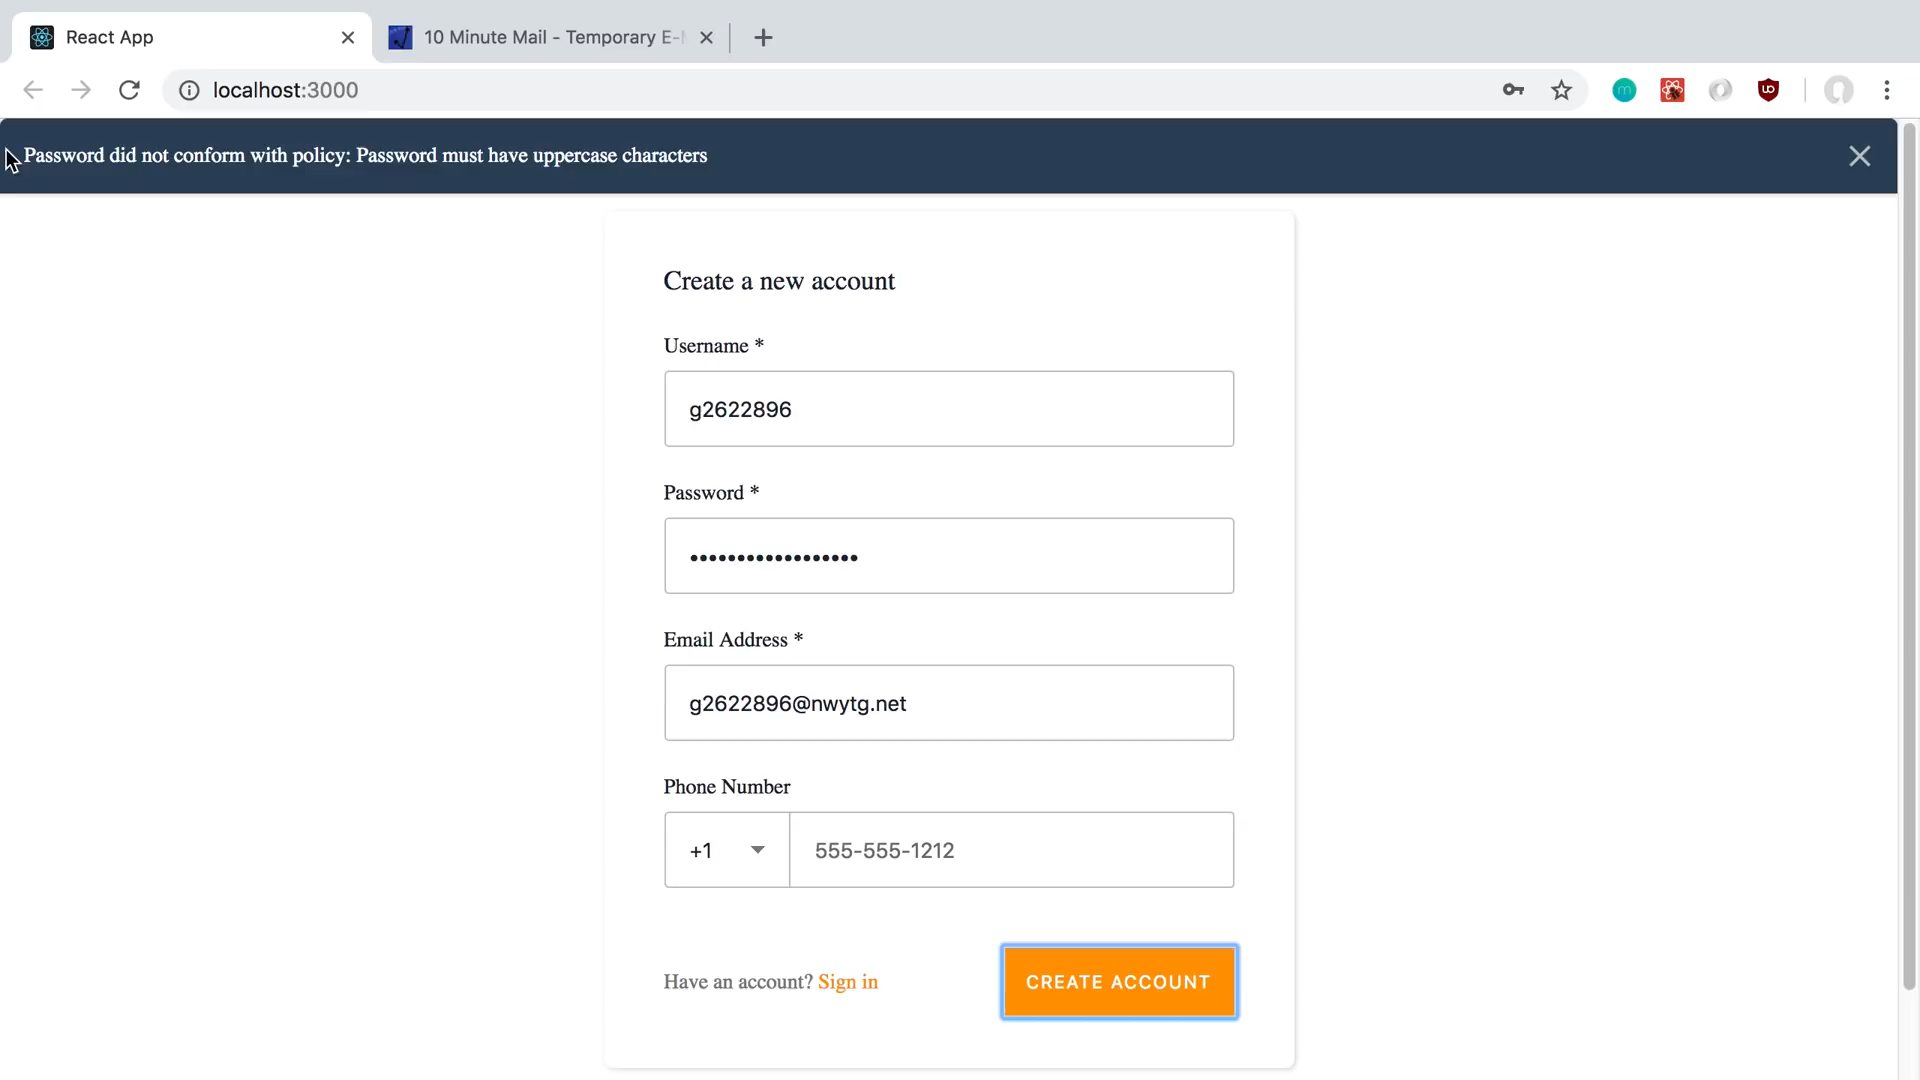 React App
10 Minute Mail - Temporary E-
localhost:3000
Password did not conform with policy: Password must have uppercase characters
Create a new account
Username *
g2622896
Password *
••••••••••••••••••
Email Address *
g2622896@nwytg.net
Phone Number
+1 555-555-1212
Have an account? Sign in
CREATE ACCOUNT